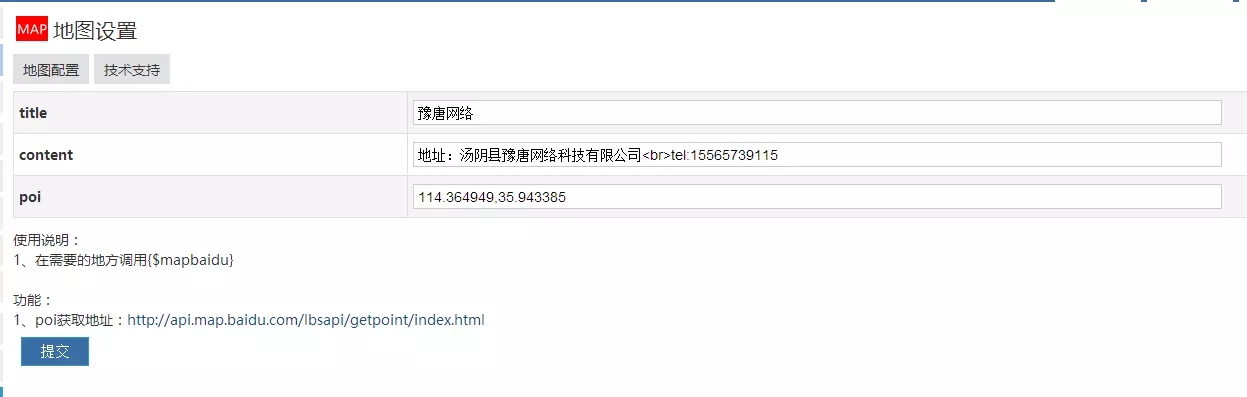 MAP 地图设置
地图配置 技术支持
title 豫唐网络
content 地址：汤阴县豫唐网络科技有限公司<br>tel:15565739115
poi 114.364949,35.943385
使用说明：
1、在需要的地方调用{$mapbaidu}
功能：
1、poi获取地址：http://api.map.baidu.com/lbsapi/getpoint/index.html
提交